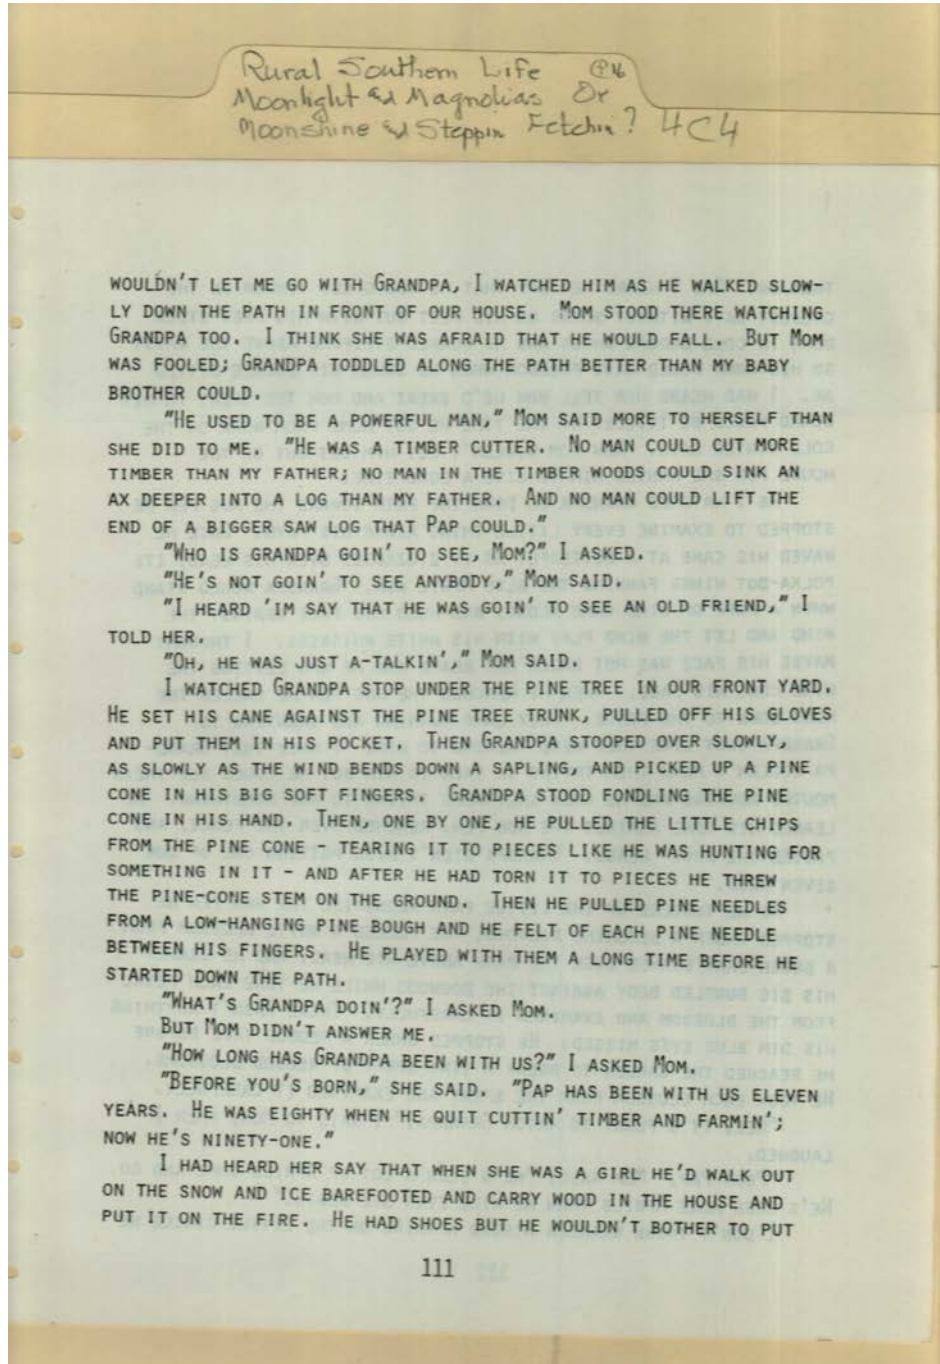 Rural Southern Life
Moonlight and Magnolias Or
Moonshine and Steppin Fetchin? 4C4
WOULDN'T LET ME GO WITH GRANDPA, I WATCHED HIM AS HE WALKED SLOW-
LY DOWN THE PATH IN FRONT OF OUR HOUSE. MOM STOOD THERE WATCHING
GRANDPA TOO. I THINK SHE WAS AFRAID THAT HE WOULD FALL. BUT MOM
WAS FOOLED; GRANDPA TODDLED ALONG THE PATH BETTER THAN MY BABY
BROTHER COULD.
"HE USED TO BE A POWERFUL MAN," MOM SAID MORE TO HERSELF THAN
SHE DID TO ME. "HE WAS A TIMBER CUTTER. NO MAN COULD CUT MORE
TIMBER THAN MY FATHER; NO MAN IN THE TIMBER WOODS COULD SINK AN
AX DEEPER INTO A LOG THAN MY FATHER. AND NO MAN COULD LIFT THE
END OF A BIGGER SAW LOG THAT PAP COULD."
"WHO IS GRANDPA GOIN' TO SEE, MOM?" I ASKED.
"HE'S NOT GOIN' TO SEE ANYBODY," MOM SAID.
"I HEARD 'IM SAY THAT HE WAS GOIN' TO SEE AN OLD FRIEND," I
TOLD HER.
"OH, HE WAS JUST A-TALKIN'," MOM SAID.
I WATCHED GRANDPA STOP UNDER THE PINE TREE IN OUR FRONT YARD.
HE SET HIS CANE AGAINST THE PINE TREE TRUNK, PULLED OFF HIS GLOVES
AND PUT THEM IN HIS POCKET. THEN GRANDPA STOOPED OVER SLOWLY,
AS SLOWLY AS THE WIND BENDS DOWN A SAPLING, AND PICKED UP A PINE
CONE IN HIS BIG SOFT FINGERS. GRANDPA STOOD FONDLING THE PINE
CONE IN HIS HAND. THEN, ONE BY ONE, HE PULLED THE LITTLE CHIPS
FROM THE PINE CONE - TEARING IT TO PIECES LIKE HE WAS HUNTING FOR
SOMETHING IN IT - AND AFTER HE HAD TORN IT TO PIECES HE THREW
THE PINE-CONE STEM ON THE GROUND. THEN HE PULLED PINE NEEDLES
FROM A LOW-HANGING PINE BOUGH AND HE FELT OF EACH PINE NEEDLE
BETWEEN HIS FINGERS. HE PLAYED WITH THEM A LONG TIME BEFORE HE
STARTED DOWN THE PATH.
"WHAT'S GRANDPA DOIN'?" I ASKED MOM.
BUT MOM DIDN'T ANSWER ME.
"HOW LONG HAS GRANDPA BEEN WITH US?" I ASKED MOM.
"BEFORE YOU'S BORN," SHE SAID. "PAP HAS BEEN WITH US ELEVEN
YEARS. HE WAS EIGHTY WHEN HE QUIT CUTTIN' TIMBER AND FARMIN';
NOW HE'S NINETY-ONE."
I HAD HEARD HER SAY THAT WHEN SHE WAS A GIRL HE'D WALK OUT
ON THE SNOW AND ICE BAREFOOTED AND CARRY WOOD IN THE HOUSE AND
PUT IT ON THE FIRE. HE HAD SHOES BUT HE WOULDN'T BOTHER TO PUT
111